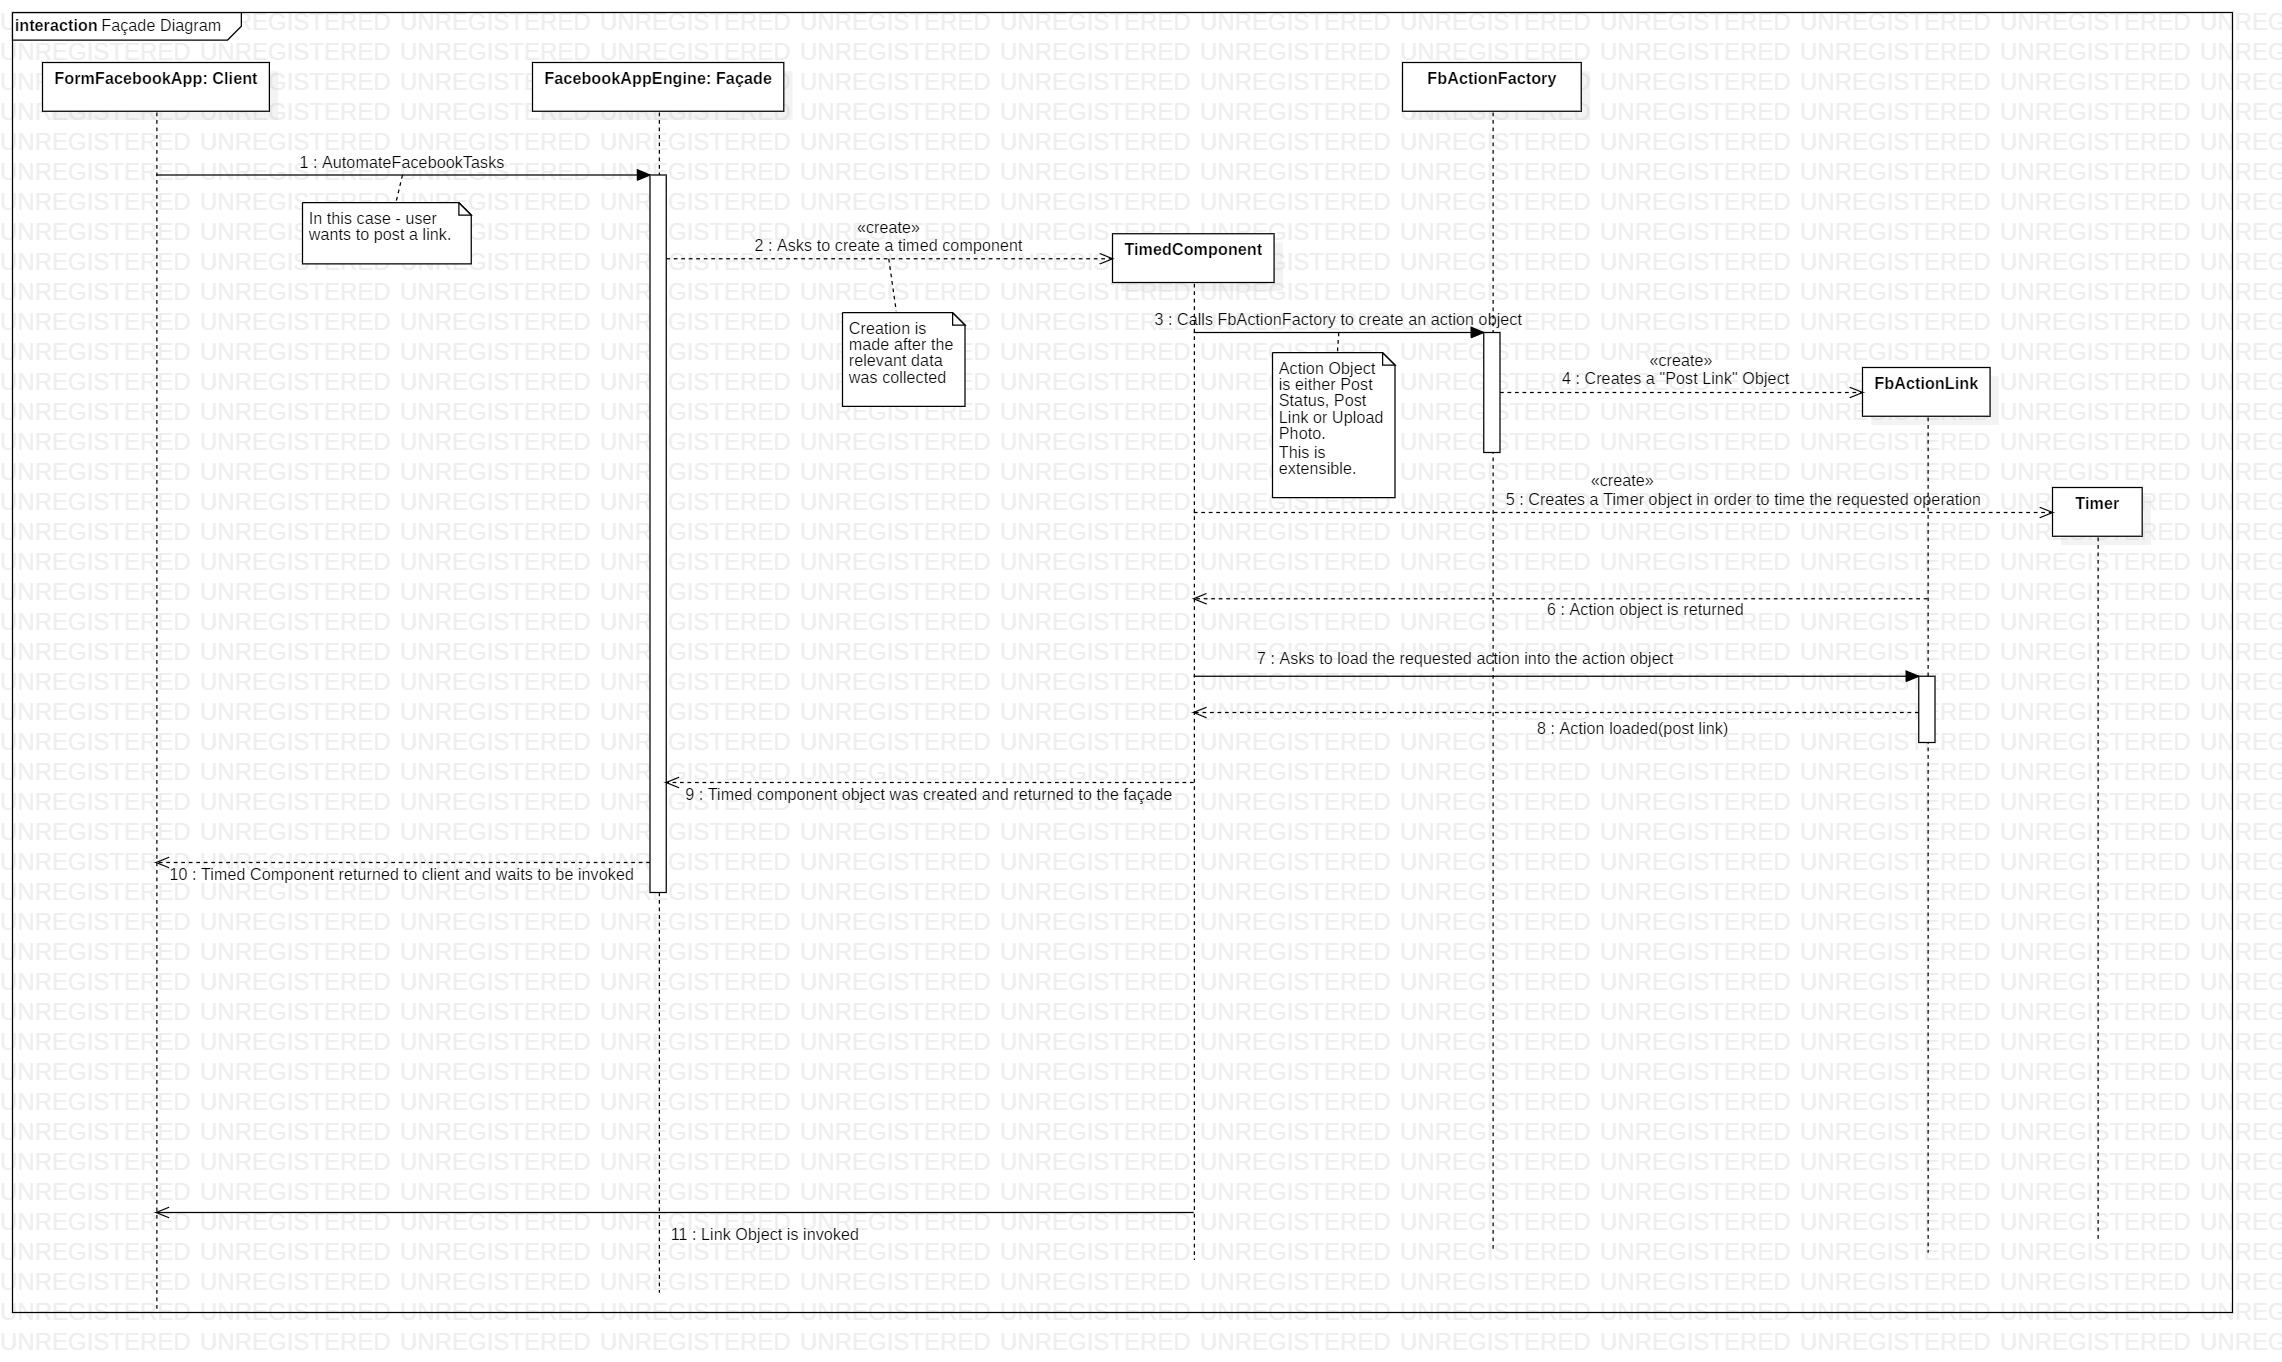 interaction Façade Diagram
FormFacebookApp: Client
FacebookAppEngine: Façade
FbActionFactory
1 : AutomateFacebookTasks
In this case - user
wants to post a link.
«create»
2 : Asks to create a timed component
TimedComponent
Creation is
made after the
relevant data
was collected
3 : Calls FbActionFactory to create an action object
Action Object
is either Post
Status, Post
Link or Upload
Photo.
This is
extensible.
«create»
4 : Creates a "Post Link" Object
FbActionLink
«create»
5 : Creates a Timer object in order to time the requested operation
Timer
6 : Action object is returned
7 : Asks to load the requested action into the action object
8 : Action loaded(post link)
9 : Timed component object was created and returned to the façade
10 : Timed Component returned to client and waits to be invoked
11 : Link Object is invoked
UNREGISTERED